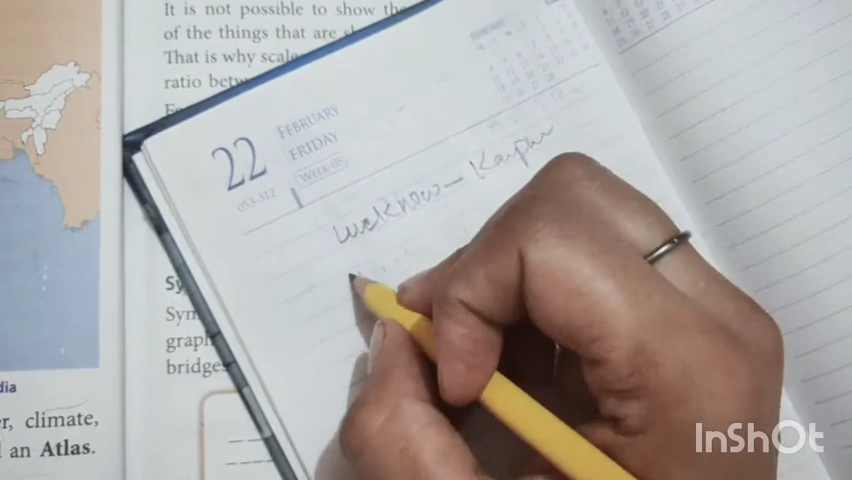 It is not possible to show the
of the things that are
That is why scale
ratio betw
dia
r, climate,
an Atlas.
Sy
Sym
graph
bridges
22
FEBRUARY
FRIDAY
WEEK-08
053-312
Lucknow - Kanpur
InShOt